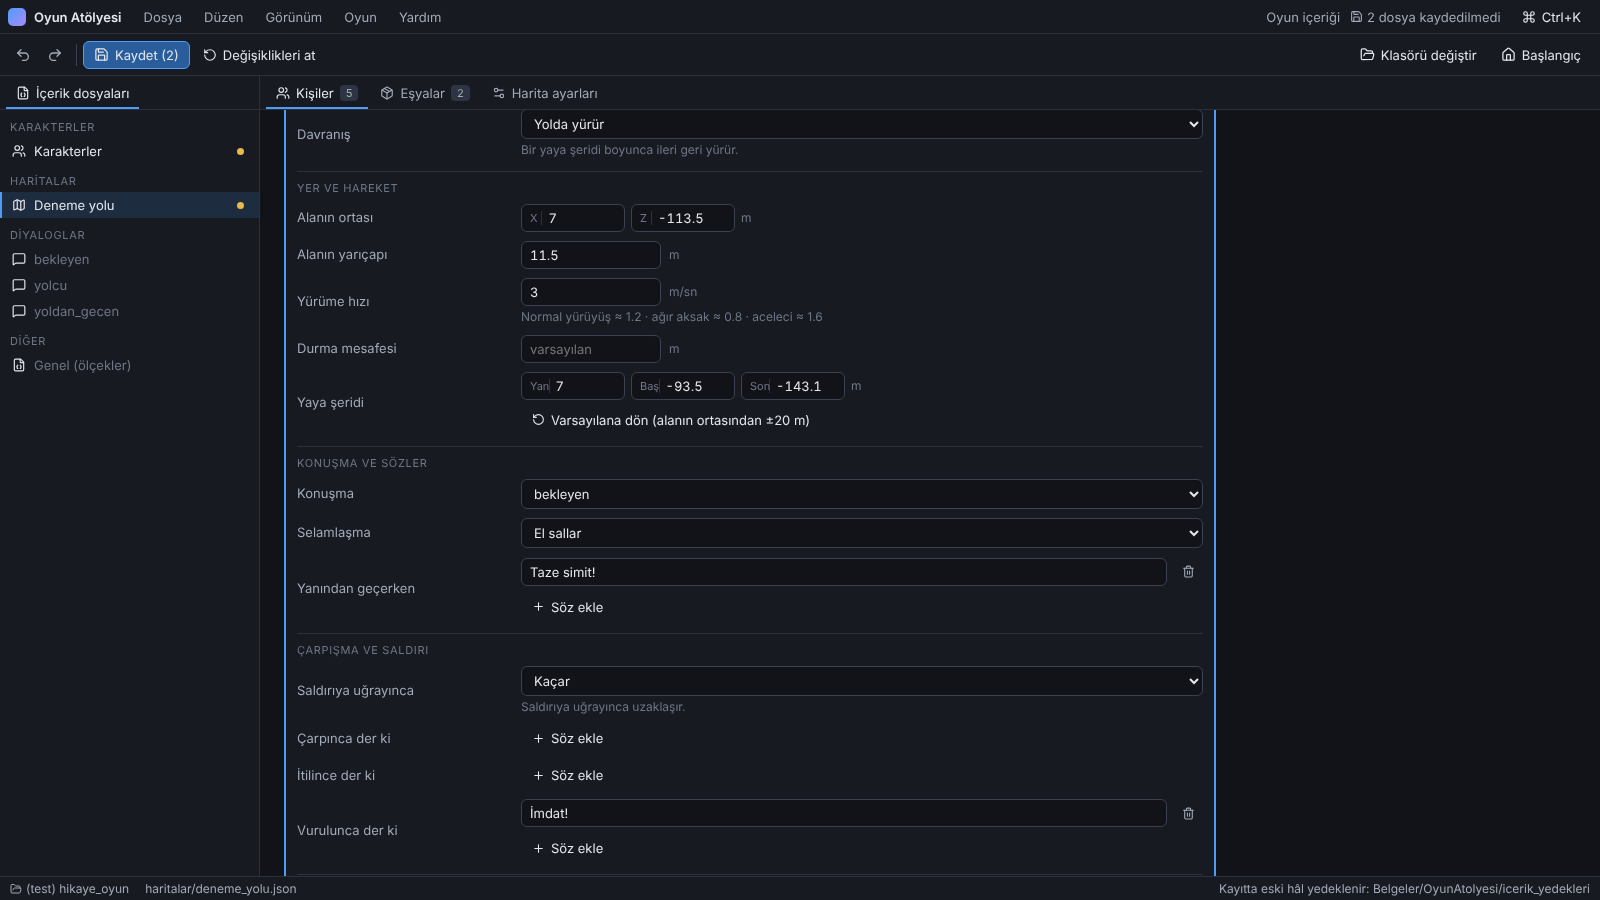 Oyun Atölyesi Dosya Düzen Görünüm Oyun Yardım Oyun içeriği 2 dosya kaydedilmedi ⌘ Ctrl+K
Kaydet (2) Değişiklikleri at Klasörü değiştir Başlangıç
İçerik dosyaları
KARAKTERLER
Karakterler
HARİTALAR
Deneme yolu
DİYALOGLAR
bekleyen
yolcu
yoldan_gecen
DİĞER
Genel (ölçekler)
Kişiler 5 Eşyalar 2 Harita ayarları
Davranış Yolda yürür
Bir yaya şeridi boyunca ileri geri yürür.
YER VE HAREKET
Alanın ortası X 7 Z -113.5 m
Alanın yarıçapı 11.5 m
Yürüme hızı 3 m/sn
Normal yürüyüş ≈ 1.2 · ağır aksak ≈ 0.8 · aceleci ≈ 1.6
Durma mesafesi varsayılan m
Yaya şeridi Yan 7 Baş -93.5 Son -143.1 m
Varsayılana dön (alanın ortasından ±20 m)
KONUŞMA VE SÖZLER
Konuşma bekleyen
Selamlaşma El sallar
Yanından geçerken Taze simit!
+ Söz ekle
ÇARPIŞMA VE SALDIRI
Saldırıya uğrayınca Kaçar
Saldırıya uğrayınca uzaklaşır.
Çarpınca der ki + Söz ekle
İtilince der ki + Söz ekle
Vurulunca der ki İmdat!
+ Söz ekle
(test) hikaye_oyun haritalar/deneme_yolu.json Kayıtta eski hâl yedeklenir: Belgeler/OyunAtolyesi/icerik_yedekleri